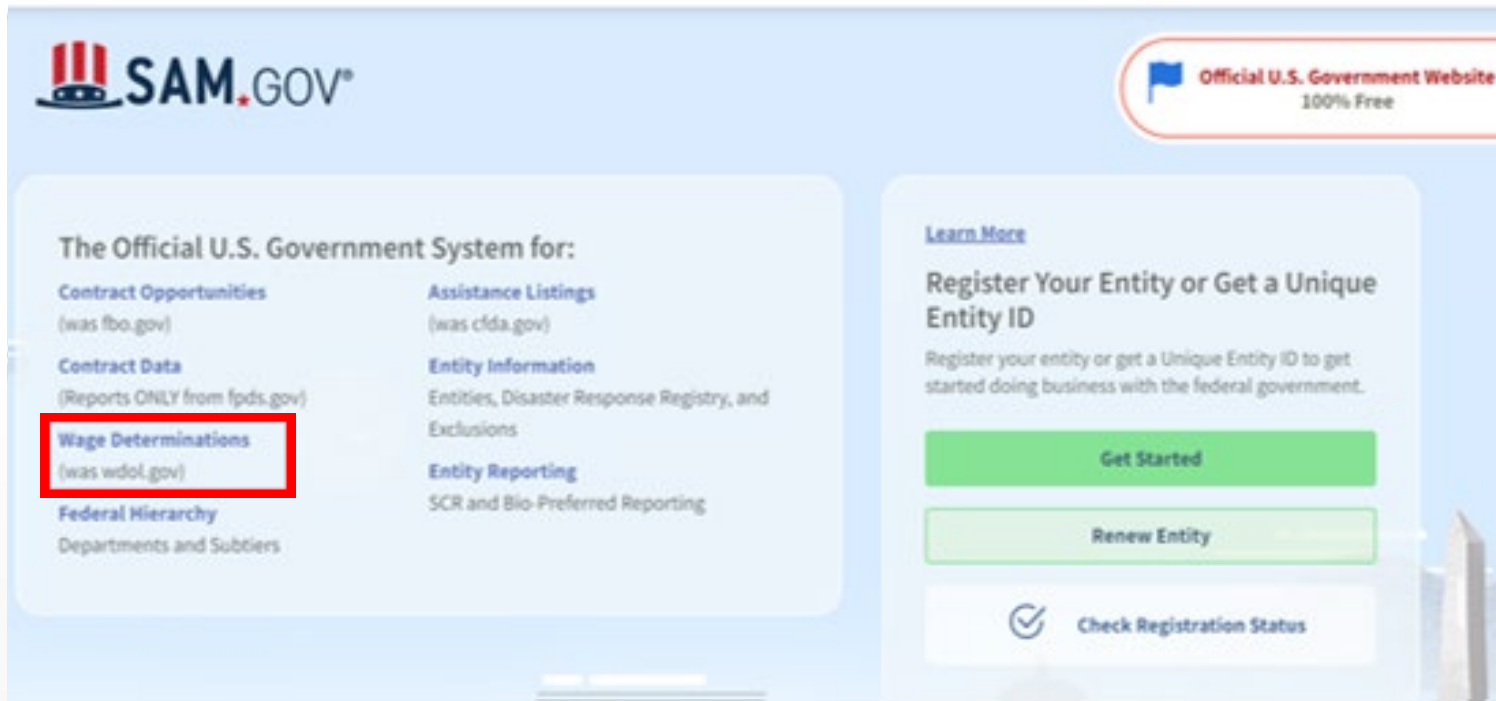 SAM.GOV®
Official U.S. Government Website
100% Free
The Official U.S. Government System for:
Contract Opportunities
(was fbo.gov)
Contract Data
(Reports ONLY from fpds.gov)
Wage Determinations
(was wdol.gov)
Federal Hierarchy
Departments and Subtiers
Assistance Listings
(was cfda.gov)
Entity Information
Entities, Disaster Response Registry, and
Exclusions
Entity Reporting
SCR and Bio-Preferred Reporting
Learn More
Register Your Entity or Get a Unique
Entity ID
Register your entity or get a Unique Entity ID to get
started doing business with the federal government.
Get Started
Renew Entity
Check Registration Status